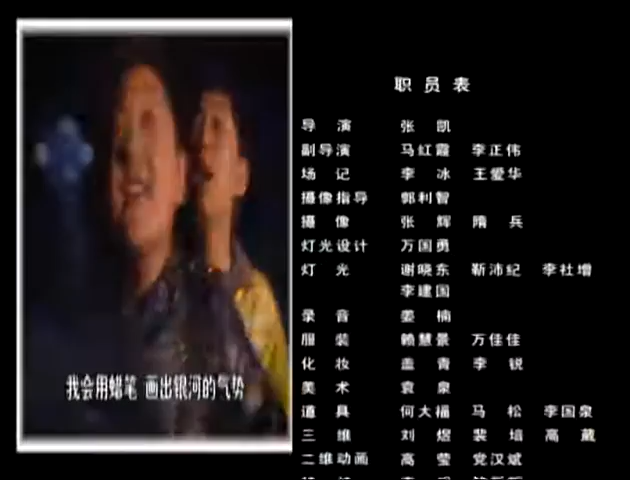 职员表
导 演 张 凯
副导演 马红霞 李正伟
场 记 李 冰 王爱华
摄像指导 郭利智
摄 像 张 辉 隋 兵
灯光设计 万国勇
灯 光 谢晓东 靳沛纪 李社增
李建国
录 音 姜 楠
服 装 赖慧景 万佳佳
化 妆 盖 青 李 锐
美 术 袁 泉
道 具 何大福 马 松 李国泉
三 维 刘 煜 裴 培 高 葳
二维动画 高 莹 党汉斌
我会用蜡笔 画出银河的气势